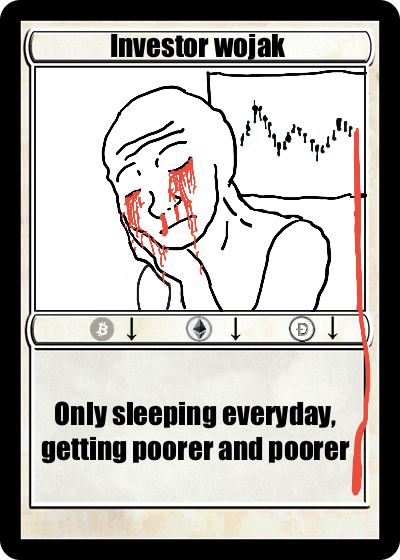 Investor wojak
₿ ↓ ↓ Ð ↓
Only sleeping everyday,
getting poorer and poorer